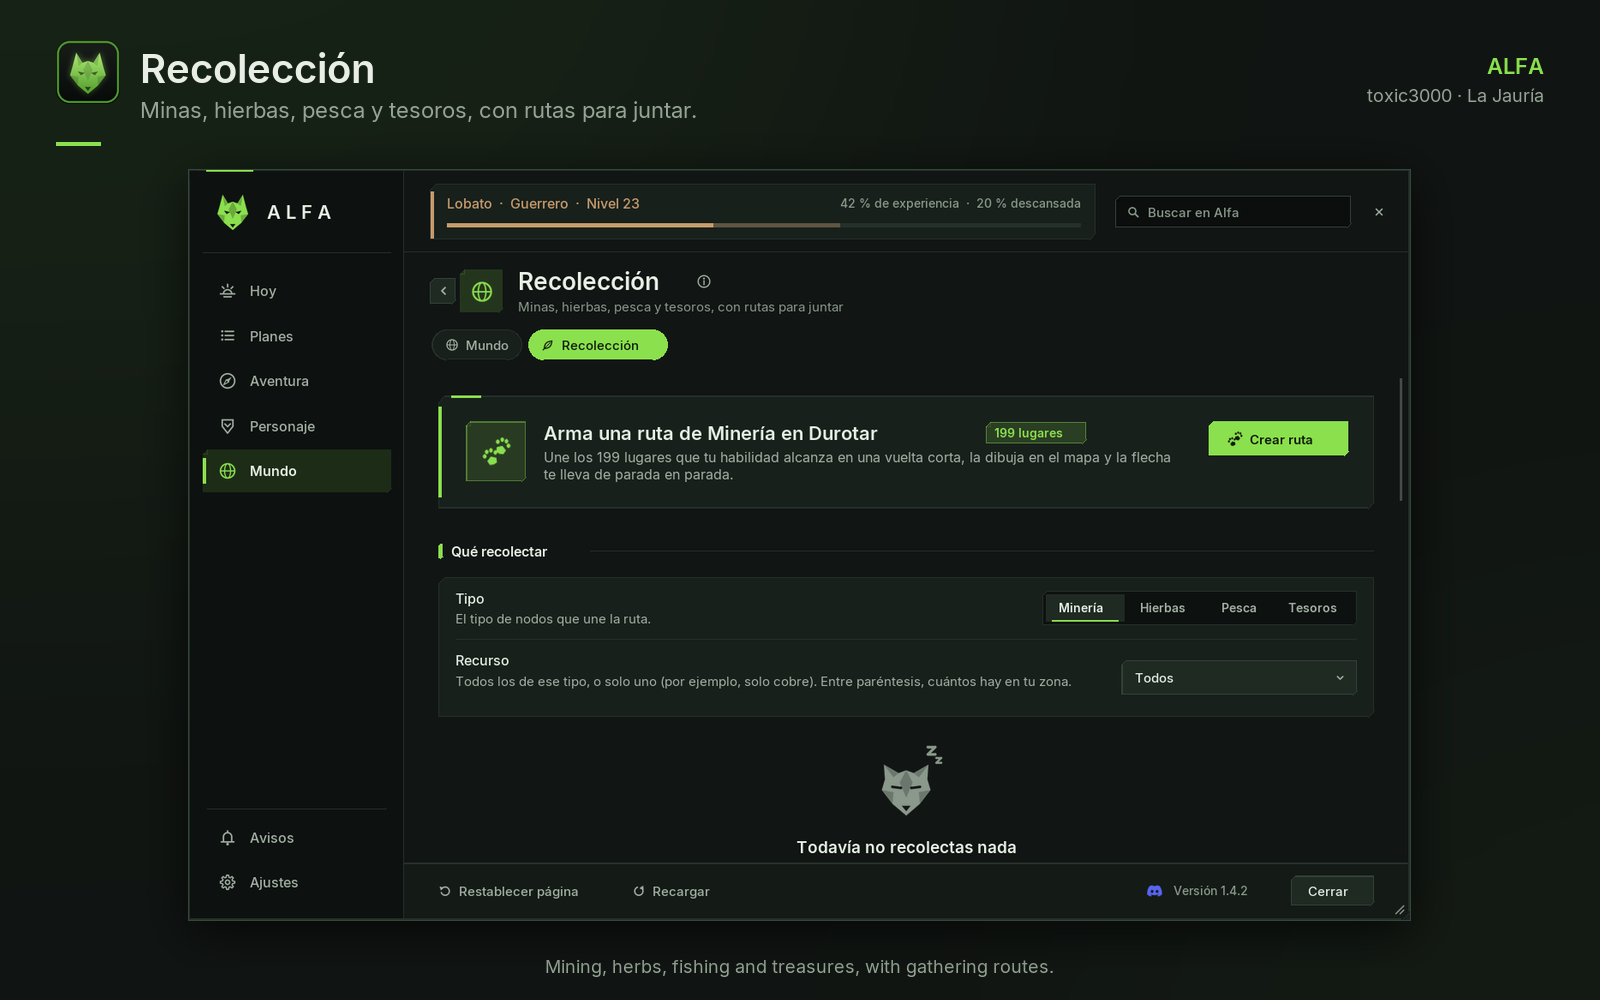 Recolección
Minas, hierbas, pesca y tesoros, con rutas para juntar.
ALFA
toxic3000 · La Jauría
ALFA
Lobato · Guerrero · Nivel 23
42 % de experiencia · 20 % descansada
Buscar en Alfa
Hoy
Planes
Aventura
Personaje
Mundo
Avisos
Ajustes
Recolección
Minas, hierbas, pesca y tesoros, con rutas para juntar
Mundo
Recolección
Arma una ruta de Minería en Durotar
199 lugares
Une los 199 lugares que tu habilidad alcanza en una vuelta corta, la dibuja en el mapa y la flecha
te lleva de parada en parada.
Crear ruta
Qué recolectar
Tipo
El tipo de nodos que une la ruta.
Minería
Hierbas
Pesca
Tesoros
Recurso
Todos los de ese tipo, o solo uno (por ejemplo, solo cobre). Entre paréntesis, cuántos hay en tu zona.
Todos
Z
z
Todavía no recolectas nada
Restablecer página
Recargar
Versión 1.4.2
Cerrar
Mining, herbs, fishing and treasures, with gathering routes.